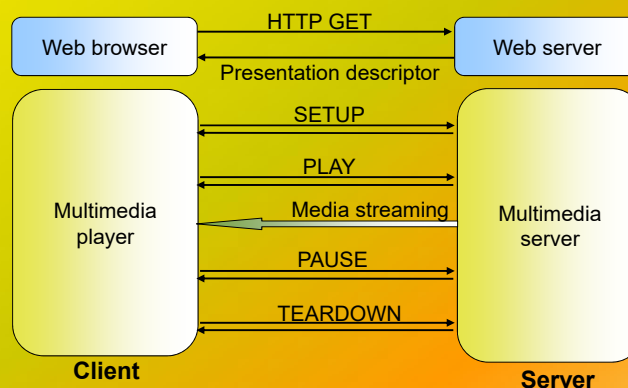 HTTP GET
Web browser
Web server
Presentation descriptor
SETUP
PLAY
Media streaming
Multimedia
player
Multimedia
server
PAUSE
TEARDOWN
Client
Server